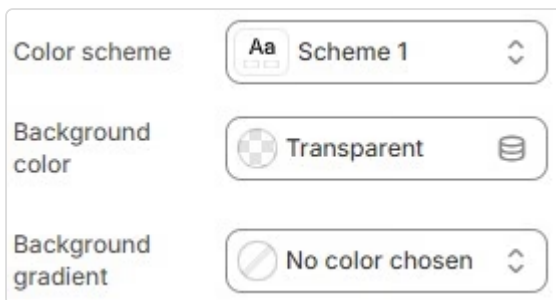 Color scheme
Aa Scheme 1
Background
color
Transparent
Background
gradient
No color chosen